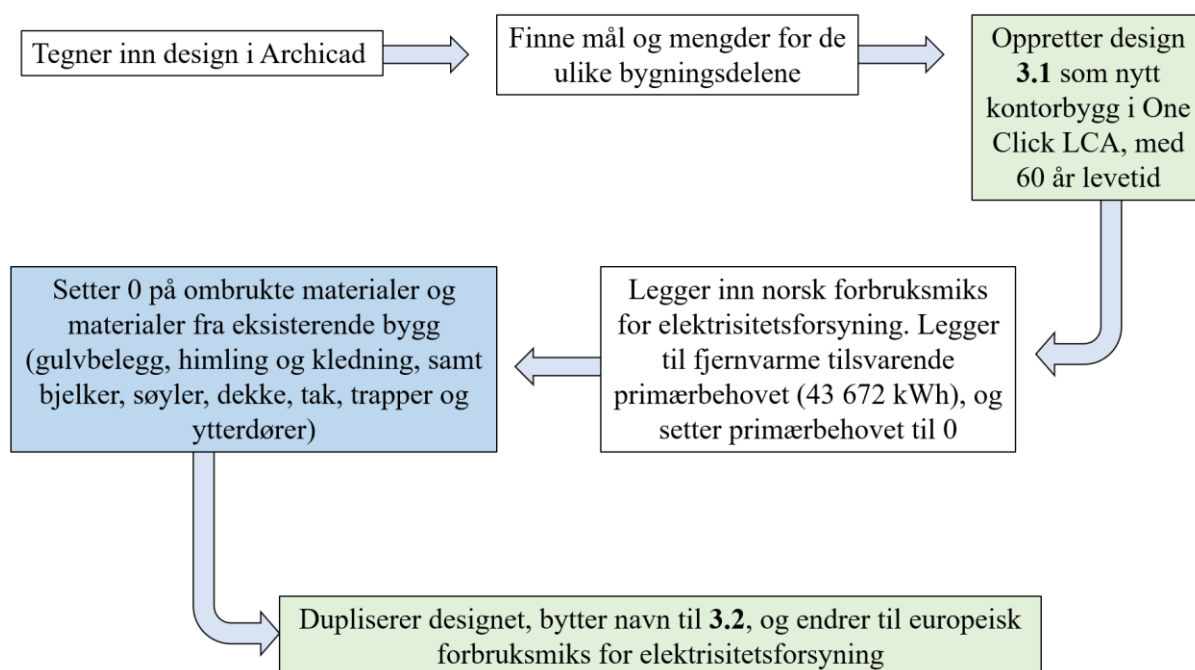 Tegner inn design i Archicad
Finne mål og mengder for de
ulike bygningsdelene
Oppretter design
3.1 som nytt
kontorbygg i One
Click LCA, med
60 år levetid
Legger inn norsk forbruksmiks
for elektrisitetsforsyning. Legger
til fjernvarme tilsvarende
primærbehovet (43 672 kWh), og
setter primærbehovet til 0
Setter 0 på ombrukte materialer og
materialer fra eksisterende bygg
(gulvbelegg, himling og kledning, samt
bjelker, søyler, dekke, tak, trapper og
ytterdører)
Dupliserer designet, bytter navn til 3.2, og endrer til europeisk
forbruksmiks for elektrisitetsforsyning